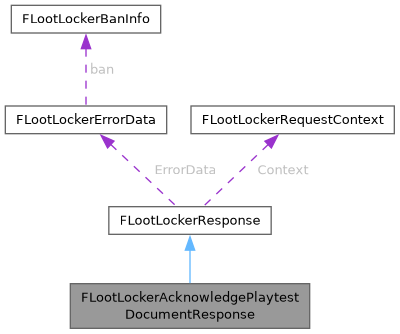 FLootLockerBanInfo
ban
FLootLockerErrorData
FLootLockerRequestContext
ErrorData
Context
FLootLockerResponse
FLootLockerAcknowledgePlaytest
DocumentResponse